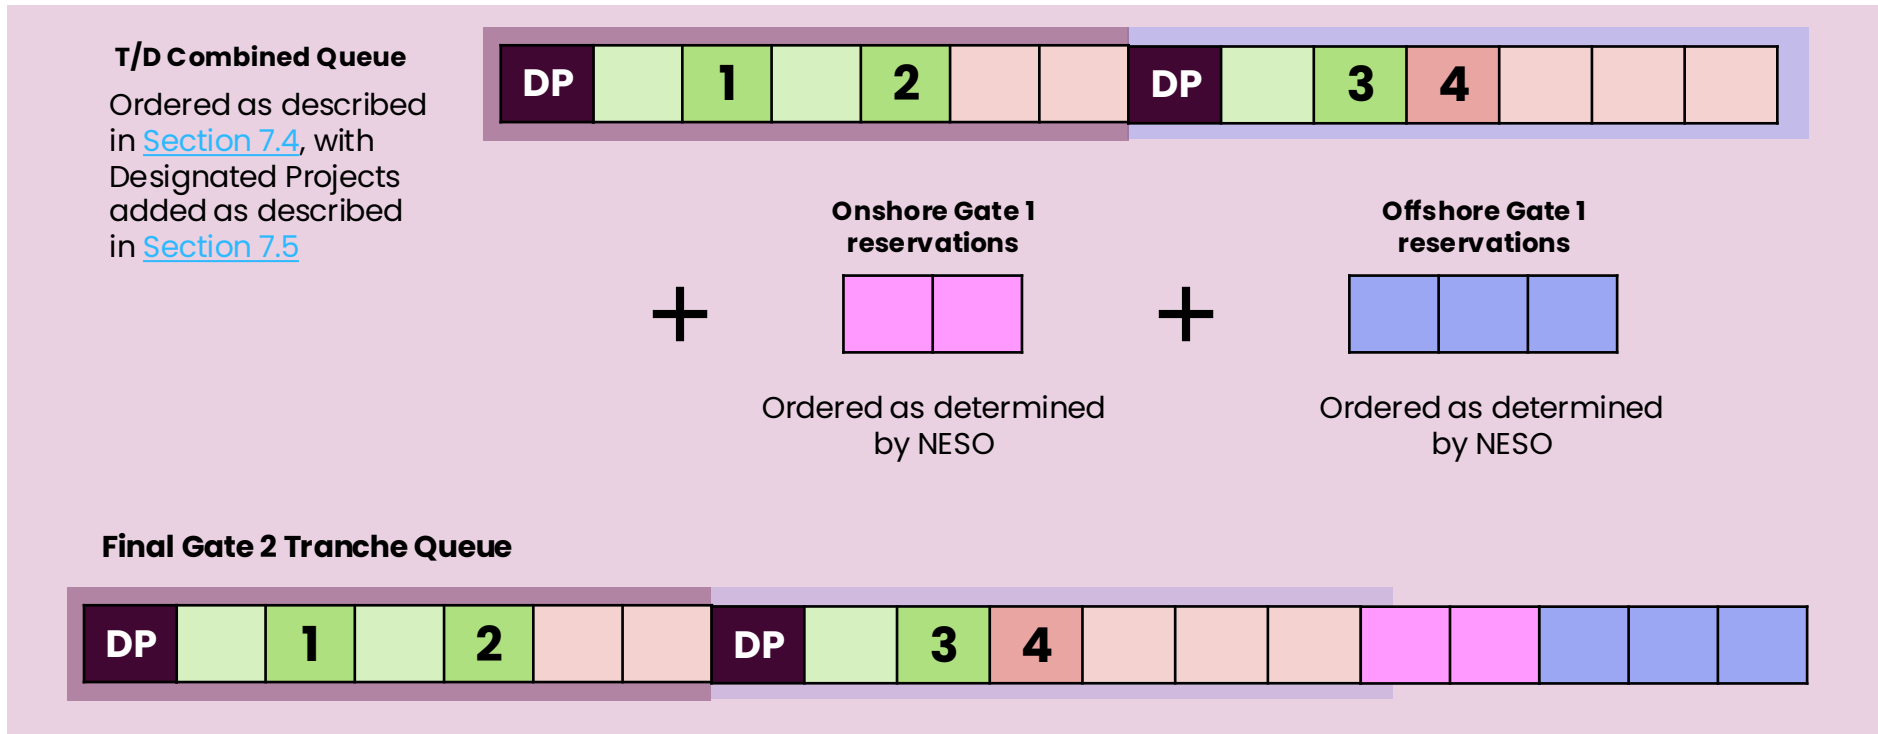 T/D Combined Queue
Ordered as described
in Section 7.4, with
Designated Projects
added as described
in Section 7.5
DP 1 2 DP 3 4
Onshore Gate 1
reservations
Offshore Gate 1
reservations
+ +
Ordered as determined
by NESO
Ordered as determined
by NESO
Final Gate 2 Tranche Queue
DP 1 2 DP 3 4